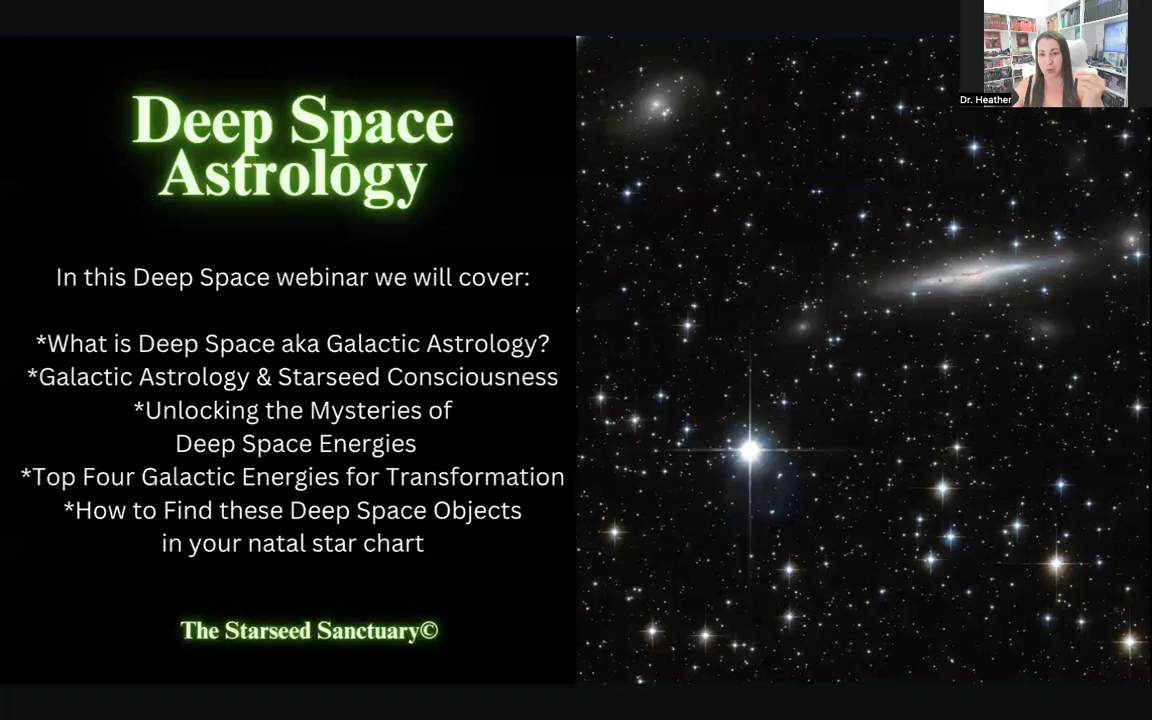 Deep Space
Astrology
In this Deep Space webinar we will cover:
*What is Deep Space aka Galactic Astrology?
*Galactic Astrology & Starseed Consciousness
*Unlocking the Mysteries of
Deep Space Energies
*Top Four Galactic Energies for Transformation
*How to Find these Deep Space Objects
in your natal star chart
The Starseed Sanctuary©
Dr. Heather